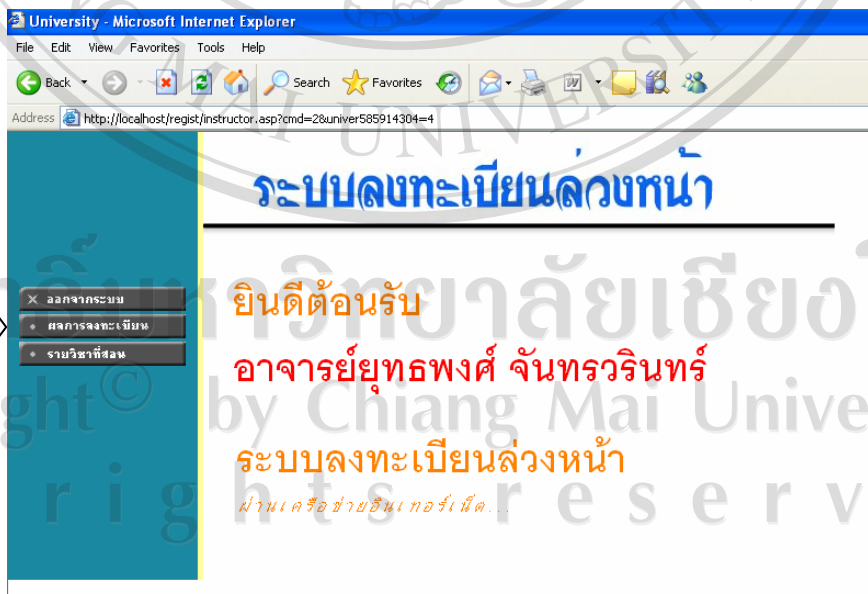 University - Microsoft Internet Explorer
File Edit View Favorites Tools Help
Back Search Favorites
Address http://localhost/regist/instructor.asp?cmd=2&univer585914304=4
MAI UNIVERSIT
ระบบลงทะเบียนล่วงหน้า
ออกจากระบบ
ผลการลงทะเบียน
รายวิชาที่สอน
ยินดีต้อนรับ
อาจารย์ยุทธพงศ์ จันทรวรินทร์
ระบบลงทะเบียนล่วงหน้า
ผ่านเครือข่ายอินเทอร์เน็ต...
มหาวิทยาลัยเชียงใ
ght© by Chiang Mai Unive
rights reserv